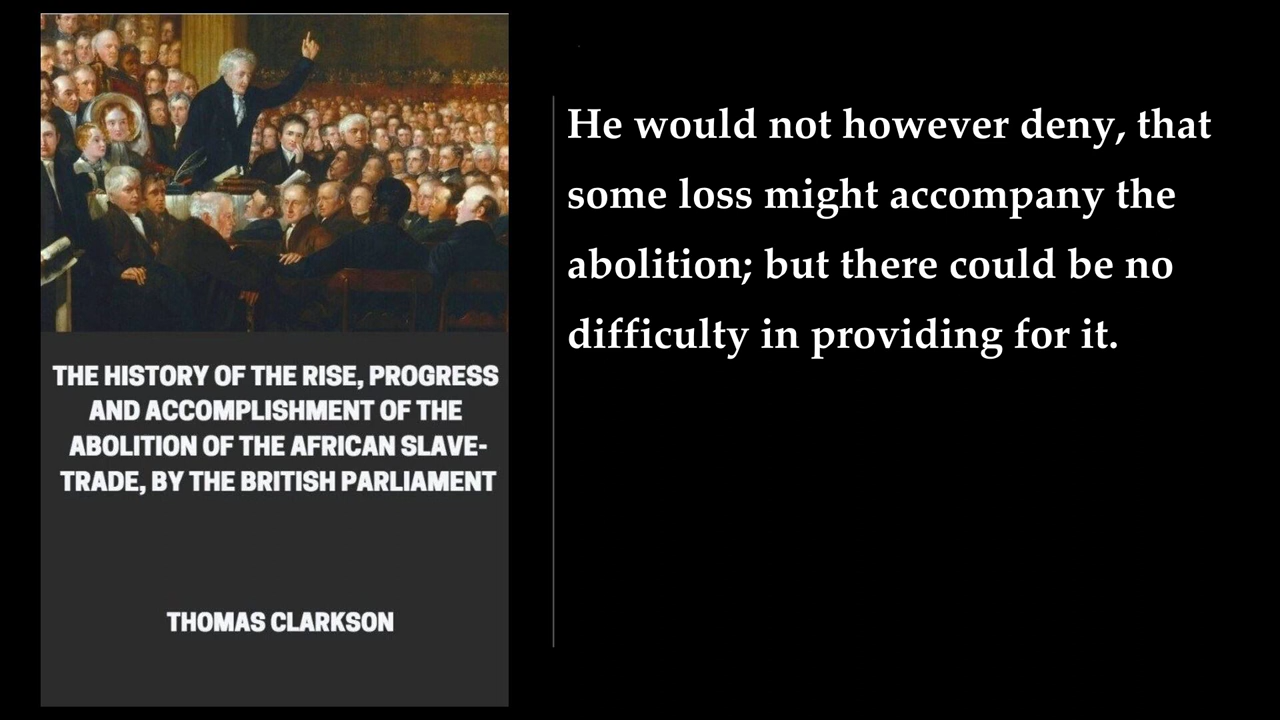 THE HISTORY OF THE RISE, PROGRESS
AND ACCOMPLISHMENT OF THE
ABOLITION OF THE AFRICAN SLAVE-
TRADE, BY THE BRITISH PARLIAMENT
THOMAS CLARKSON
He would not however deny, that
some loss might accompany the
abolition; but there could be no
difficulty in providing for it.